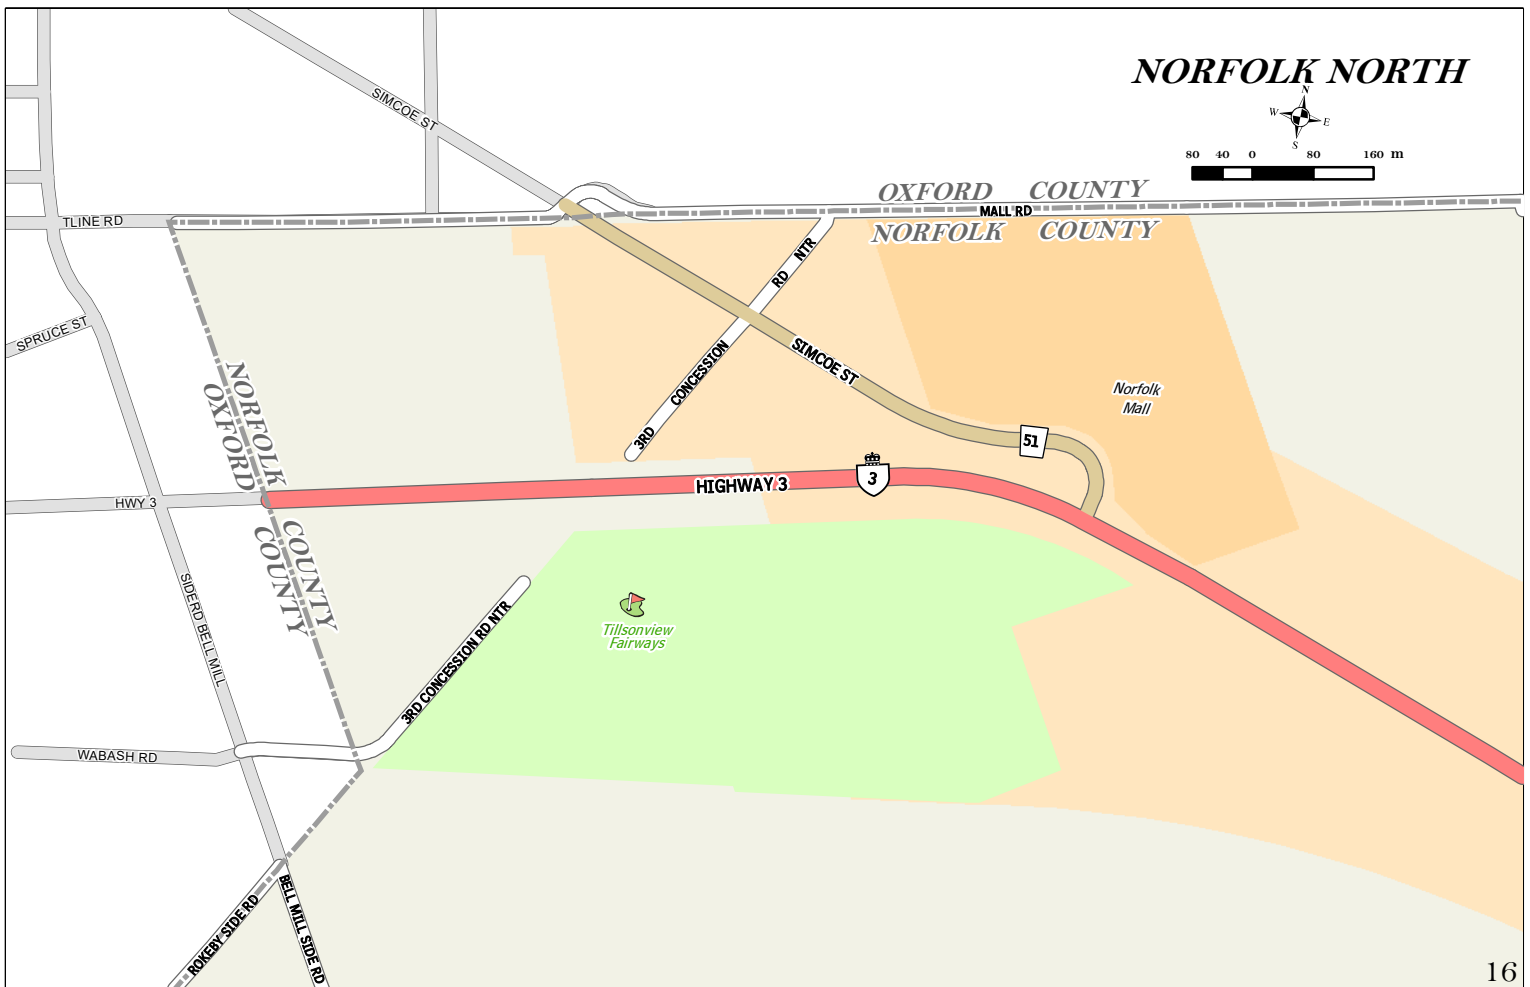 NORFOLK NORTH
N
W
E
S
80 40 0 80 160 m
SIMCOE ST
OXFORD COUNTY
MALL RD
NORFOLK COUNTY
TLINE RD
3RD CONCESSION RD NTR
SPRUCE ST
SIMCOE ST
Norfolk
Mall
NORFOLK COUNTY
OXFORD COUNTY
51
3
HIGHWAY 3
HWY 3
SIDERD BELL MILL
3RD CONCESSION RD NTR
Tillsonview
Fairways
WABASH RD
ROKEBY SIDE RD
BELL MILL SIDE RD
16